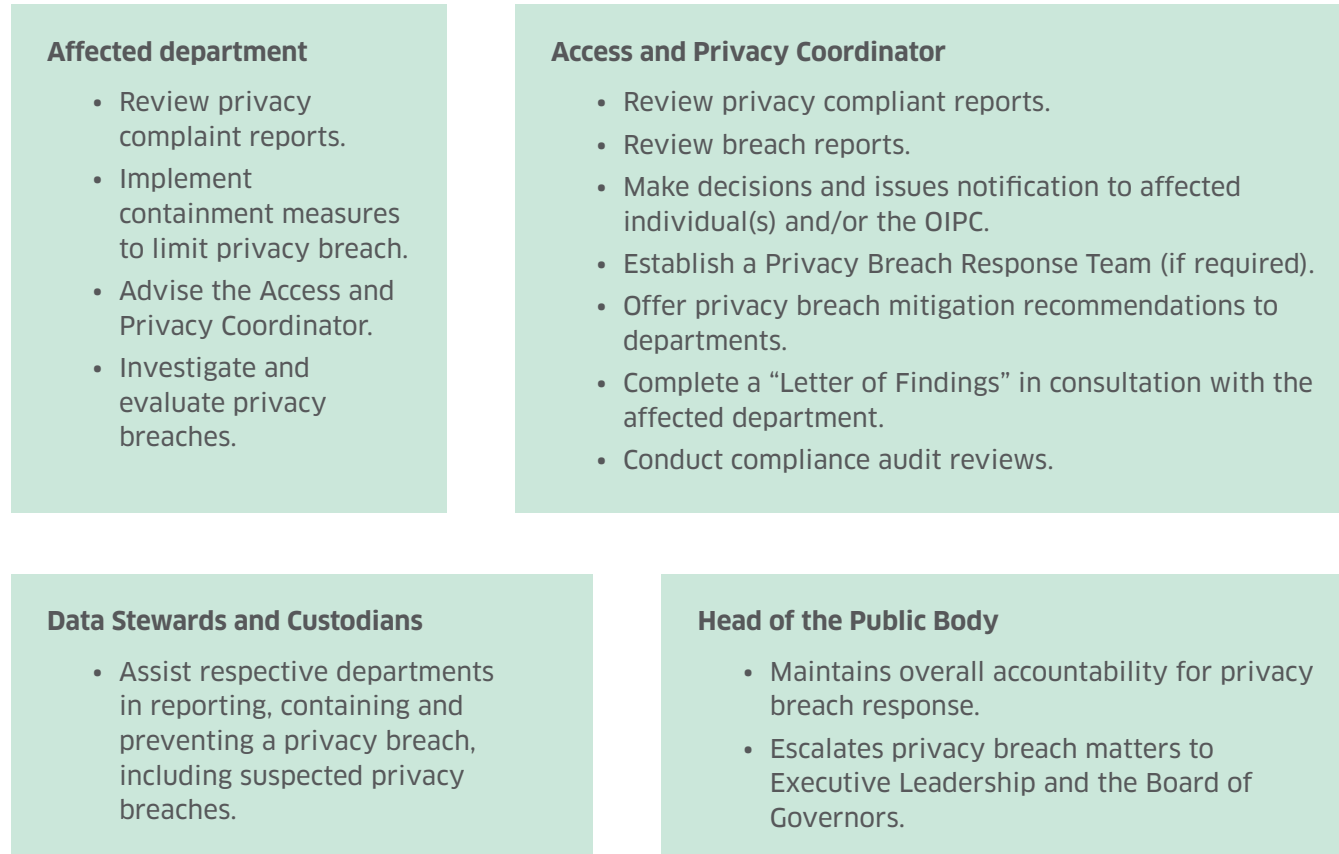 Affected department
• Review privacy
complaint reports.
• Implement
containment measures
to limit privacy breach.
• Advise the Access and
Privacy Coordinator.
• Investigate and
evaluate privacy
breaches.
Access and Privacy Coordinator
• Review privacy compliant reports.
• Review breach reports.
• Make decisions and issues notification to affected
individual(s) and/or the OIPC.
• Establish a Privacy Breach Response Team (if required).
• Offer privacy breach mitigation recommendations to
departments.
• Complete a “Letter of Findings” in consultation with the
affected department.
• Conduct compliance audit reviews.
Data Stewards and Custodians
• Assist respective departments
in reporting, containing and
preventing a privacy breach,
including suspected privacy
breaches.
Head of the Public Body
• Maintains overall accountability for privacy
breach response.
• Escalates privacy breach matters to
Executive Leadership and the Board of
Governors.